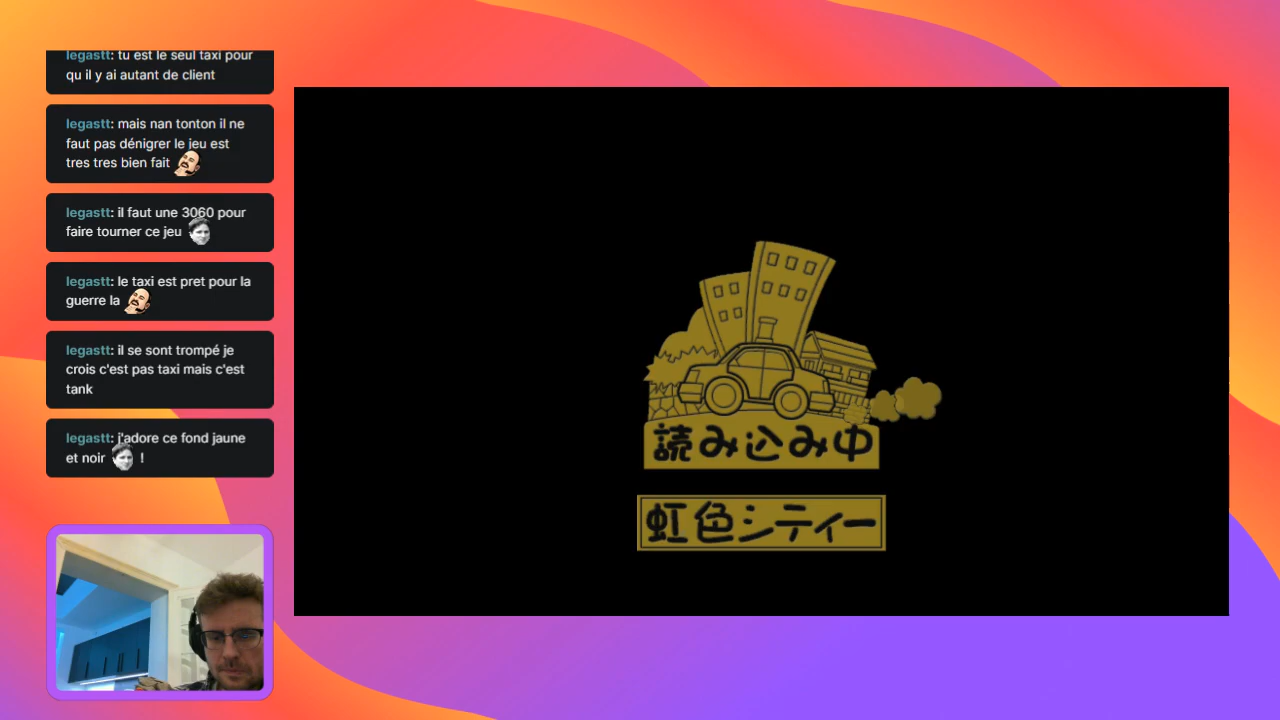 legastt: tu est le seul taxi pour
qu il y ai autant de client
legastt: mais nan tonton il ne
faut pas dénigrer le jeu est
tres tres bien fait
legastt: il faut une 3060 pour
faire tourner ce jeu
legastt: le taxi est pret pour la
guerre la
legastt: il se sont trompé je
crois c'est pas taxi mais c'est
tank
legastt: j'adore ce fond jaune
et noir !
読み込み中
虹色シティー